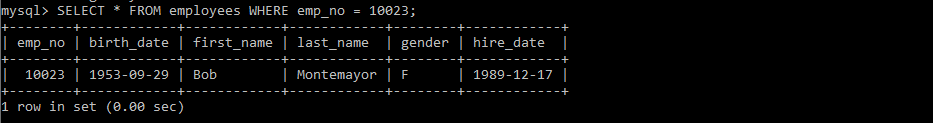 mysql> SELECT * FROM employees WHERE emp_no = 10023;
+--------+------------+------------+------------+--------+------------+
| emp_no | birth_date | first_name | last_name  | gender | hire_date  |
+--------+------------+------------+------------+--------+------------+
|  10023 | 1953-09-29 | Bob        | Montemayor | F      | 1989-12-17 |
+--------+------------+------------+------------+--------+------------+
1 row in set (0.00 sec)